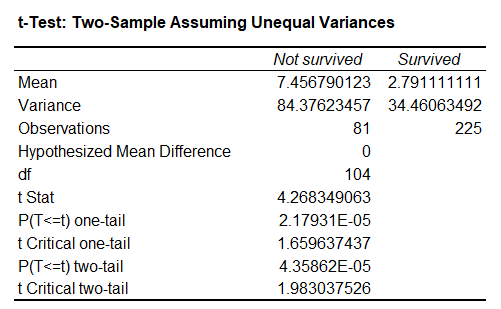 t-Test: Two-Sample Assuming Unequal Variances
Not survived Survived
Mean 7.456790123 2.791111111
Variance 84.37623457 34.46063492
Observations 81 225
Hypothesized Mean Difference 0
df 104
t Stat 4.268349063
P(T<=t) one-tail 2.17931E-05
t Critical one-tail 1.659637437
P(T<=t) two-tail 4.35862E-05
t Critical two-tail 1.983037526